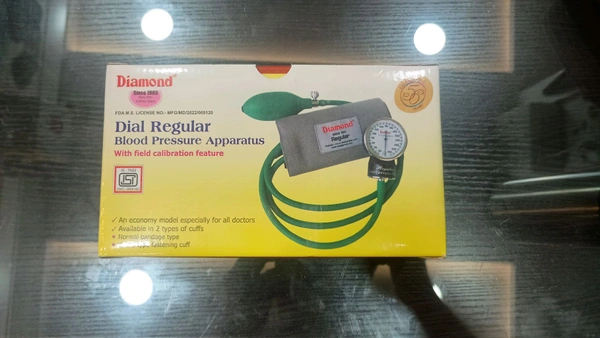 Diamond
Since 1963
FDA M.S. LICENSE NO.- MFG/MD/2022/000125
Dial Regular
Blood Pressure Apparatus
With field calibration feature
ISI
✓ An economy model especially for all doctors
✓ Available in 2 types of cuffs
Normal bandage type
fastening cuff
Diamond
Regular